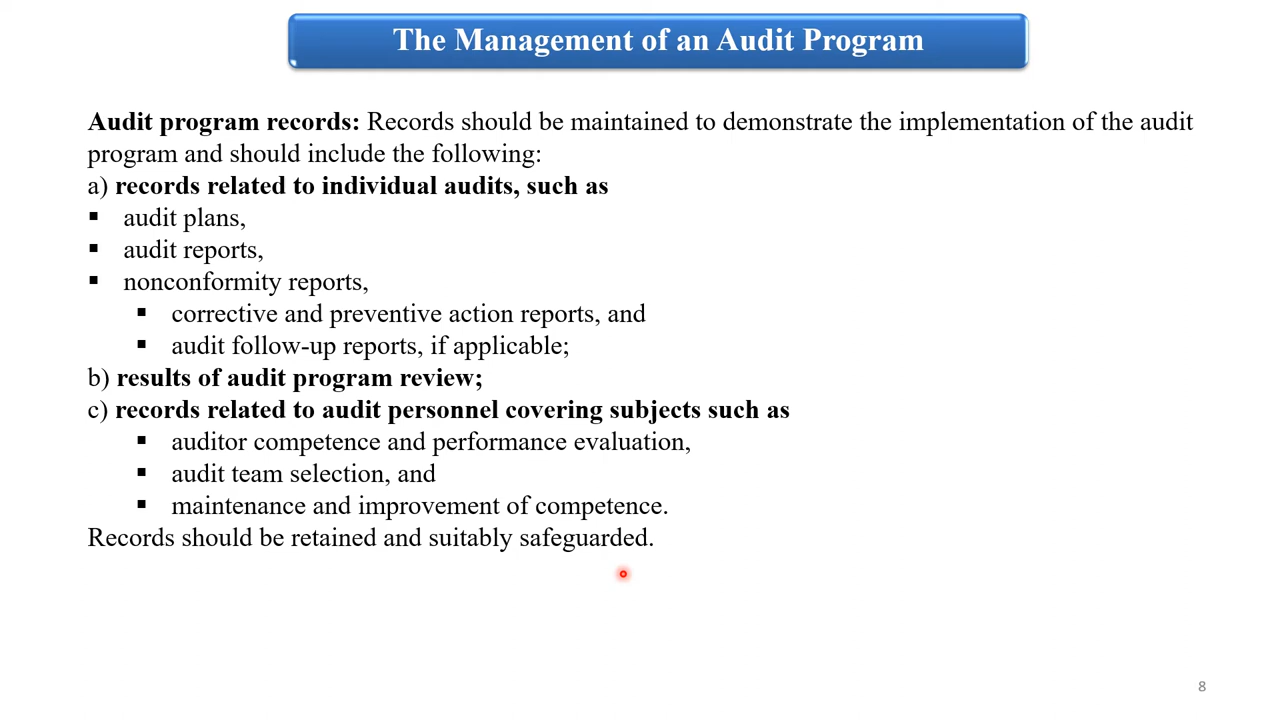 The Management of an Audit Program
Audit program records: Records should be maintained to demonstrate the implementation of the audit
program and should include the following:
a) records related to individual audits, such as
▪ audit plans,
▪ audit reports,
▪ nonconformity reports,
▪ corrective and preventive action reports, and
▪ audit follow-up reports, if applicable;
b) results of audit program review;
c) records related to audit personnel covering subjects such as
▪ auditor competence and performance evaluation,
▪ audit team selection, and
▪ maintenance and improvement of competence.
Records should be retained and suitably safeguarded.
8